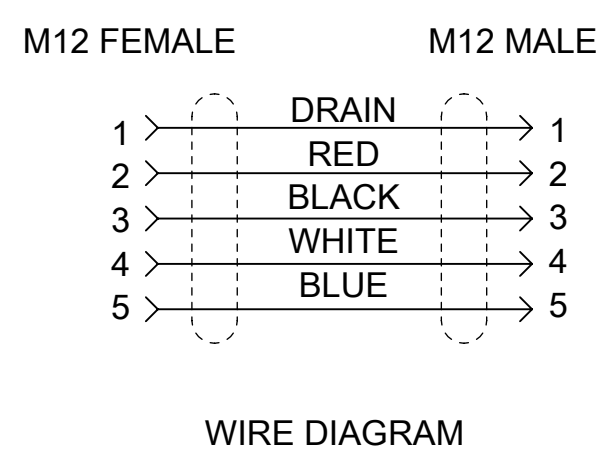 M12 FEMALE M12 MALE
1 DRAIN 1
2 RED 2
3 BLACK 3
4 WHITE 4
5 BLUE 5
WIRE DIAGRAM